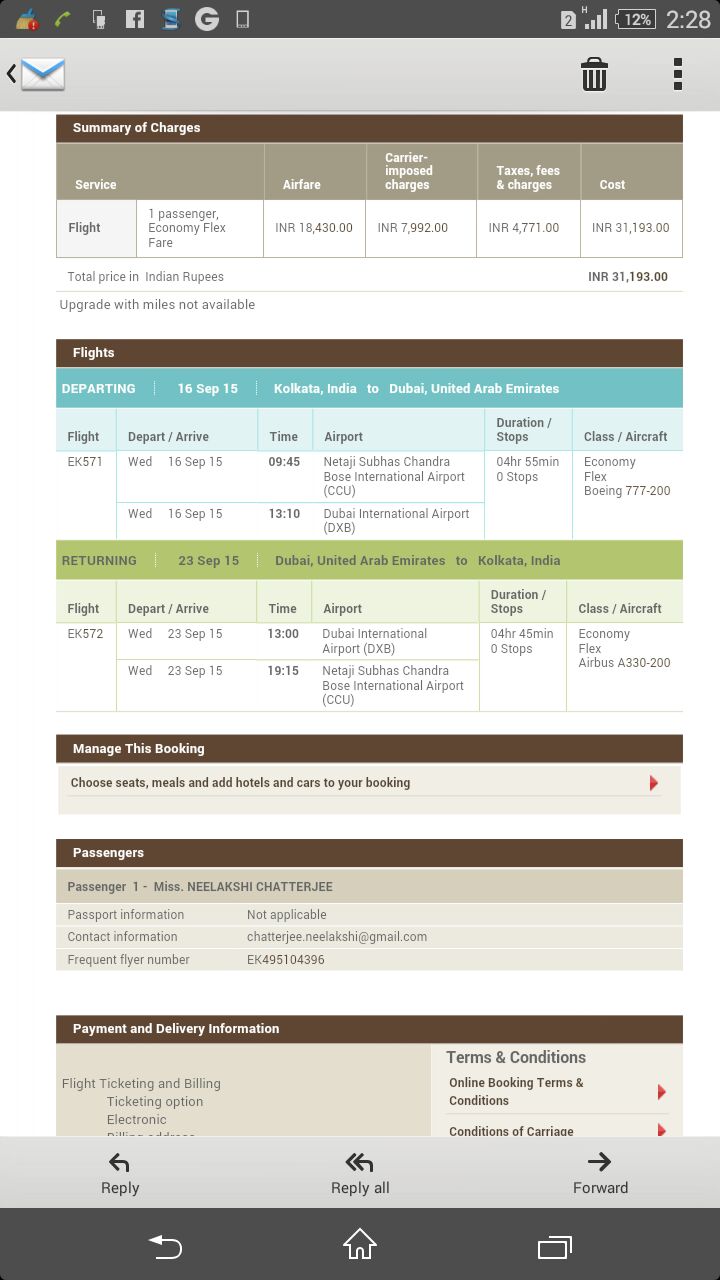 2 H 12% 2:28
Summary of Charges
Service Airfare Carrier-imposed charges Taxes, fees & charges Cost
Flight 1 passenger, Economy Flex Fare INR 18,430.00 INR 7,992.00 INR 4,771.00 INR 31,193.00
Total price in Indian Rupees INR 31,193.00
Upgrade with miles not available
Flights
DEPARTING 16 Sep 15 Kolkata, India to Dubai, United Arab Emirates
Flight Depart / Arrive Time Airport Duration / Stops Class / Aircraft
EK571 Wed 16 Sep 15 09:45 Netaji Subhas Chandra Bose International Airport (CCU) 04hr 55min 0 Stops Economy Flex Boeing 777-200
Wed 16 Sep 15 13:10 Dubai International Airport (DXB)
RETURNING 23 Sep 15 Dubai, United Arab Emirates to Kolkata, India
Flight Depart / Arrive Time Airport Duration / Stops Class / Aircraft
EK572 Wed 23 Sep 15 13:00 Dubai International Airport (DXB) 04hr 45min 0 Stops Economy Flex Airbus A330-200
Wed 23 Sep 15 19:15 Netaji Subhas Chandra Bose International Airport (CCU)
Manage This Booking
Choose seats, meals and add hotels and cars to your booking
Passengers
Passenger 1 - Miss. NEELAKSHI CHATTERJEE
Passport information Not applicable
Contact information chatterjee.neelakshi@gmail.com
Frequent flyer number EK495104396
Payment and Delivery Information
Flight Ticketing and Billing
Ticketing option
Electronic
Billing address
Terms & Conditions
Online Booking Terms &
Conditions
Conditions of Carriage
Reply Reply all Forward